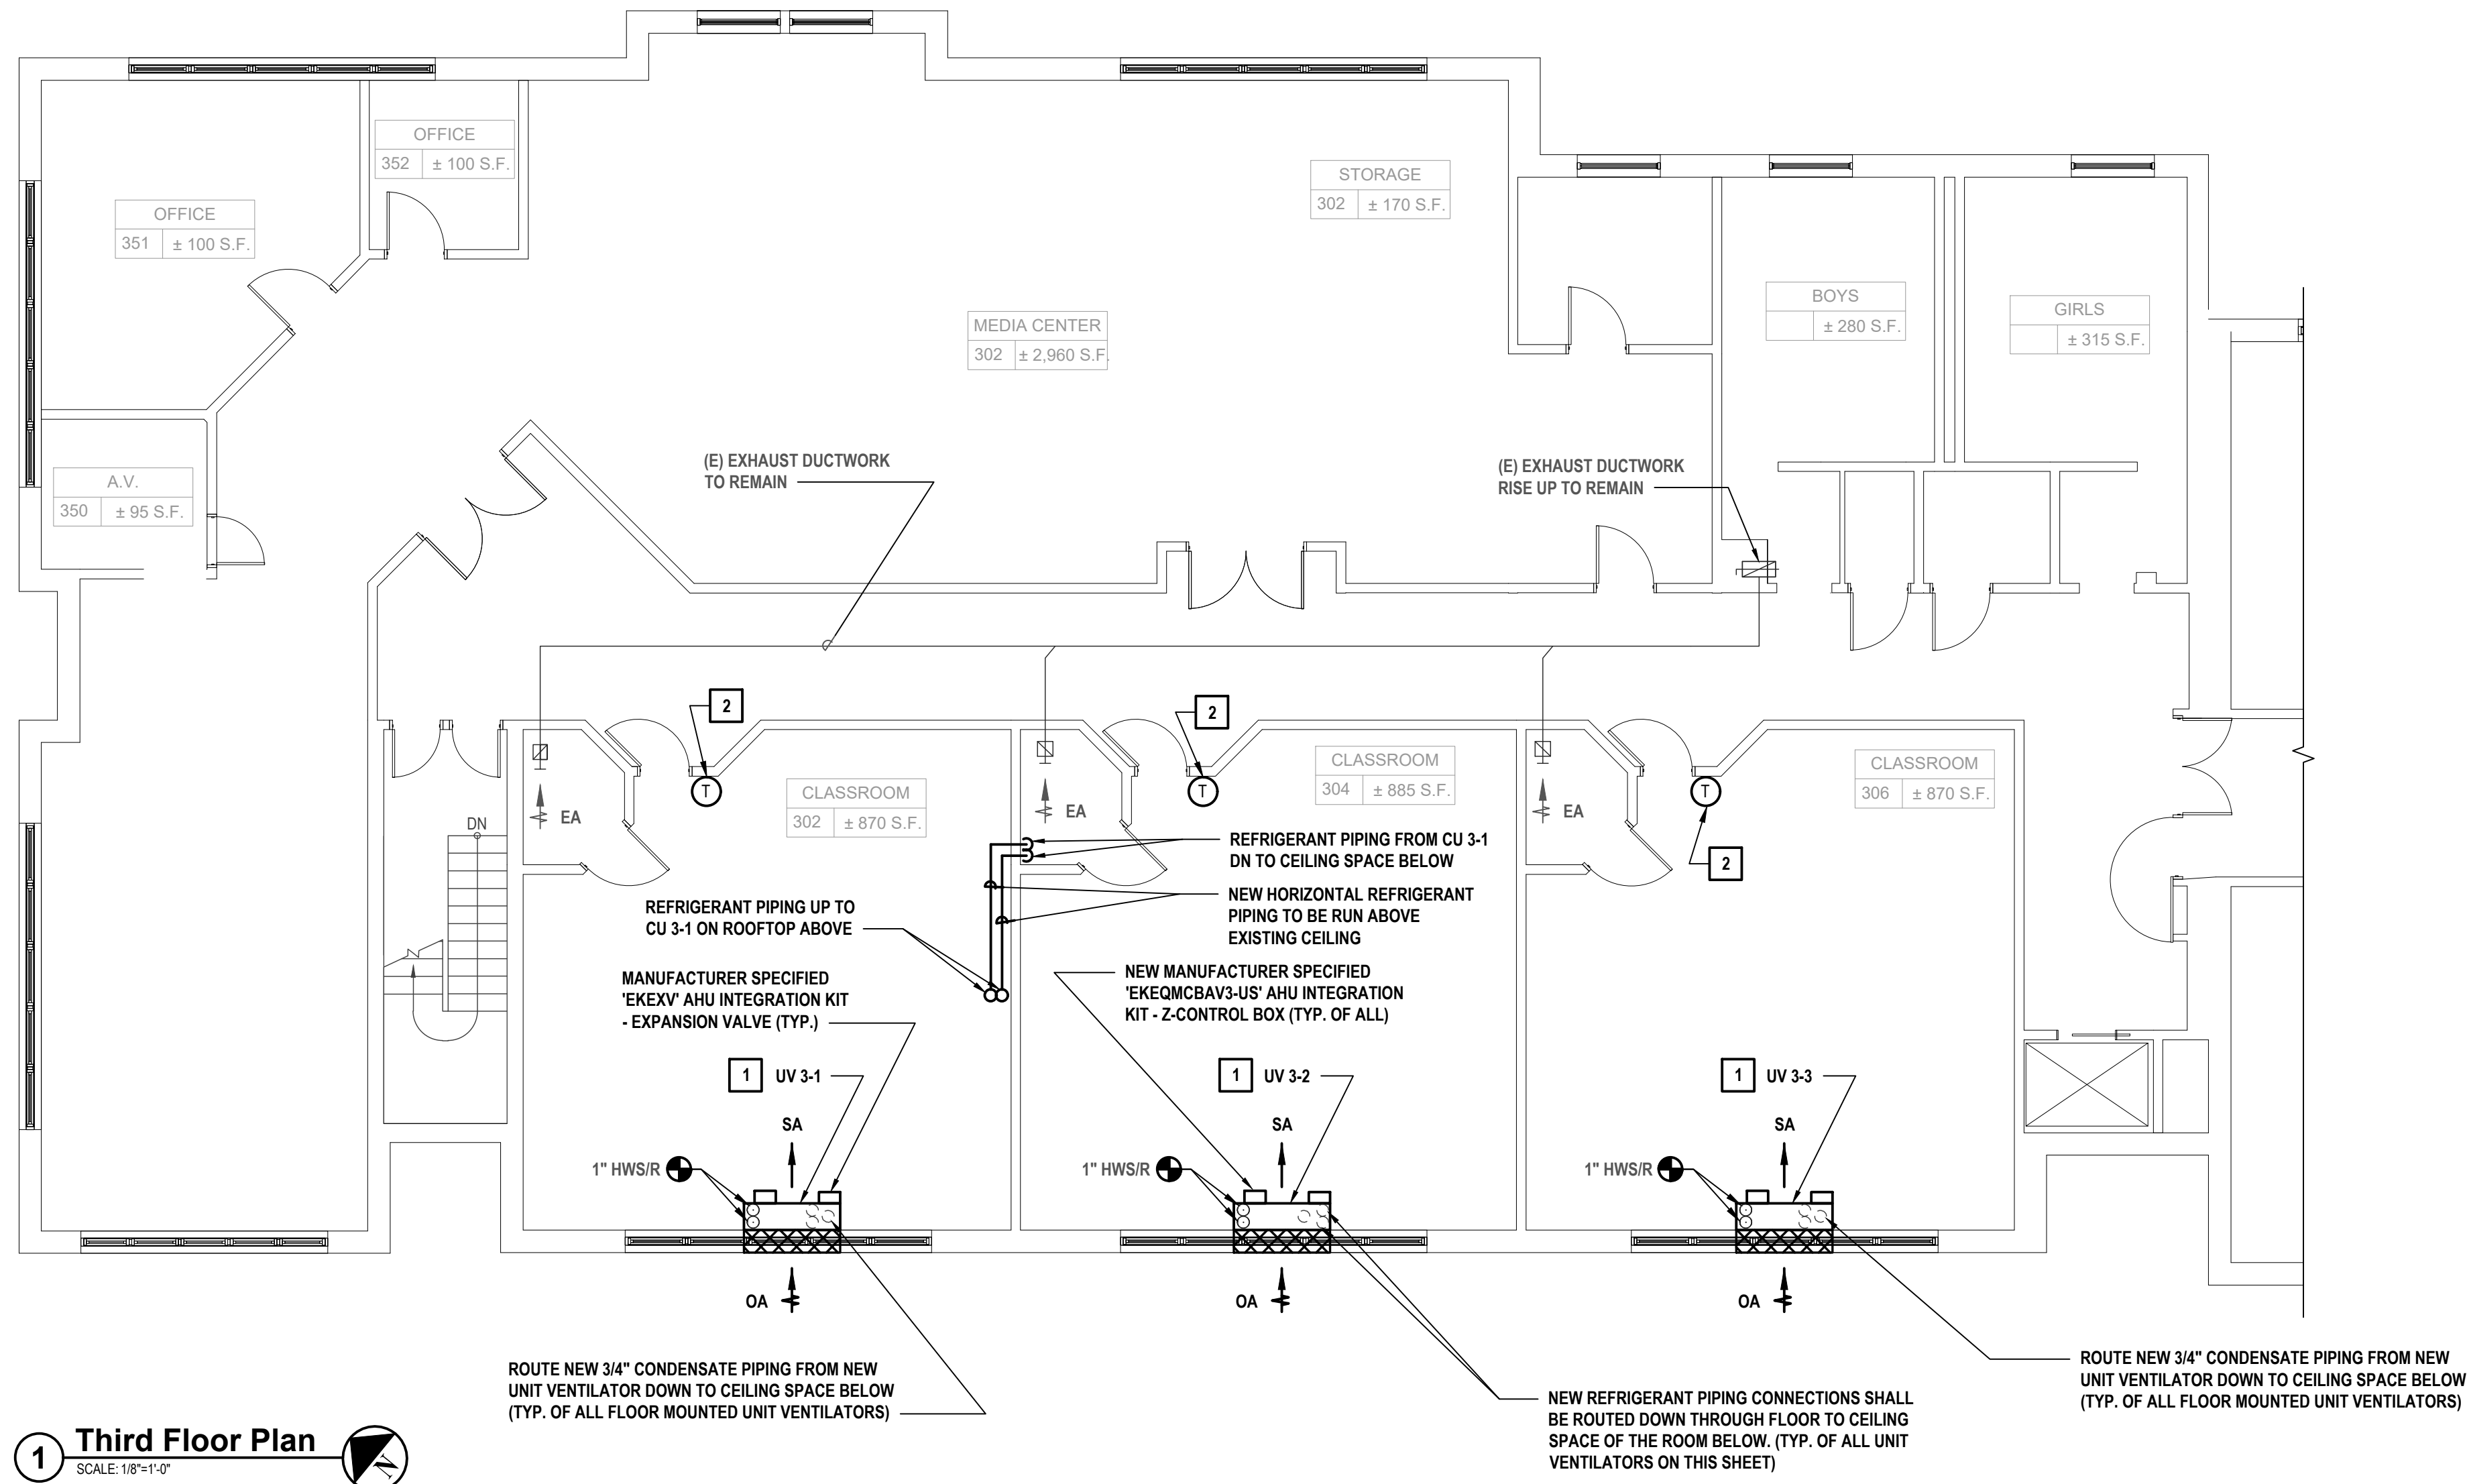 OFFICE
352 ± 100 S.F.
OFFICE
351 ± 100 S.F.
STORAGE
302 ± 170 S.F.
MEDIA CENTER
302 ± 2,960 S.F.
BOYS
± 280 S.F.
GIRLS
± 315 S.F.
A.V.
350 ± 95 S.F.
(E) EXHAUST DUCTWORK
TO REMAIN
(E) EXHAUST DUCTWORK
RISE UP TO REMAIN
2
2
T
T
T
2
CLASSROOM
302 ± 870 S.F.
CLASSROOM
304 ± 885 S.F.
CLASSROOM
306 ± 870 S.F.
EA
EA
EA
DN
REFRIGERANT PIPING FROM CU 3-1
DN TO CEILING SPACE BELOW
NEW HORIZONTAL REFRIGERANT
PIPING TO BE RUN ABOVE
EXISTING CEILING
REFRIGERANT PIPING UP TO
CU 3-1 ON ROOFTOP ABOVE
MANUFACTURER SPECIFIED
'EKEXV' AHU INTEGRATION KIT
- EXPANSION VALVE (TYP.)
NEW MANUFACTURER SPECIFIED
'EKEQMCBAV3-US' AHU INTEGRATION
KIT - Z-CONTROL BOX (TYP. OF ALL)
1 UV 3-1
1 UV 3-2
1 UV 3-3
SA
SA
SA
1" HWS/R
1" HWS/R
1" HWS/R
OA
OA
OA
ROUTE NEW 3/4" CONDENSATE PIPING FROM NEW
UNIT VENTILATOR DOWN TO CEILING SPACE BELOW
(TYP. OF ALL FLOOR MOUNTED UNIT VENTILATORS)
NEW REFRIGERANT PIPING CONNECTIONS SHALL
BE ROUTED DOWN THROUGH FLOOR TO CEILING
SPACE OF THE ROOM BELOW. (TYP. OF ALL UNIT
VENTILATORS ON THIS SHEET)
ROUTE NEW 3/4" CONDENSATE PIPING FROM NEW
UNIT VENTILATOR DOWN TO CEILING SPACE BELOW
(TYP. OF ALL FLOOR MOUNTED UNIT VENTILATORS)
1 Third Floor Plan
SCALE: 1/8"=1'-0"
N